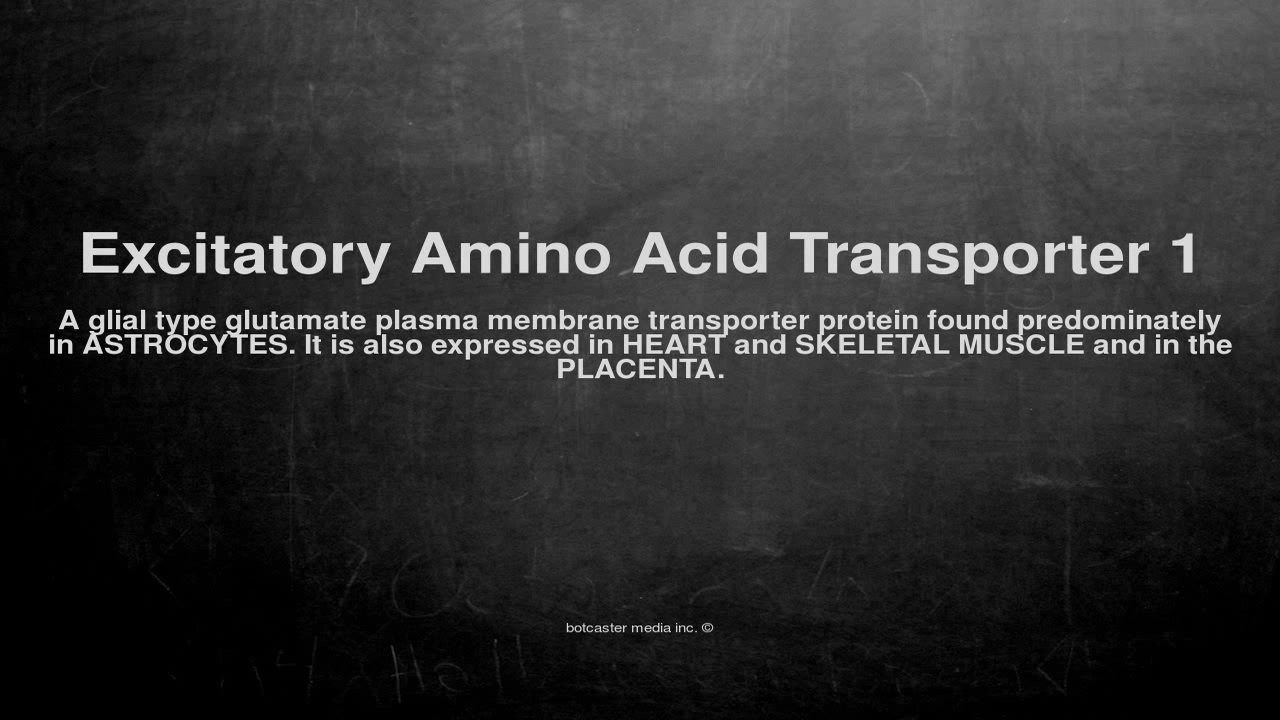 Excitatory Amino Acid Transporter 1
A glial type glutamate plasma membrane transporter protein found predominately
in ASTROCYTES. It is also expressed in HEART and SKELETAL MUSCLE and in the
PLACENTA.
botcaster media inc. ©